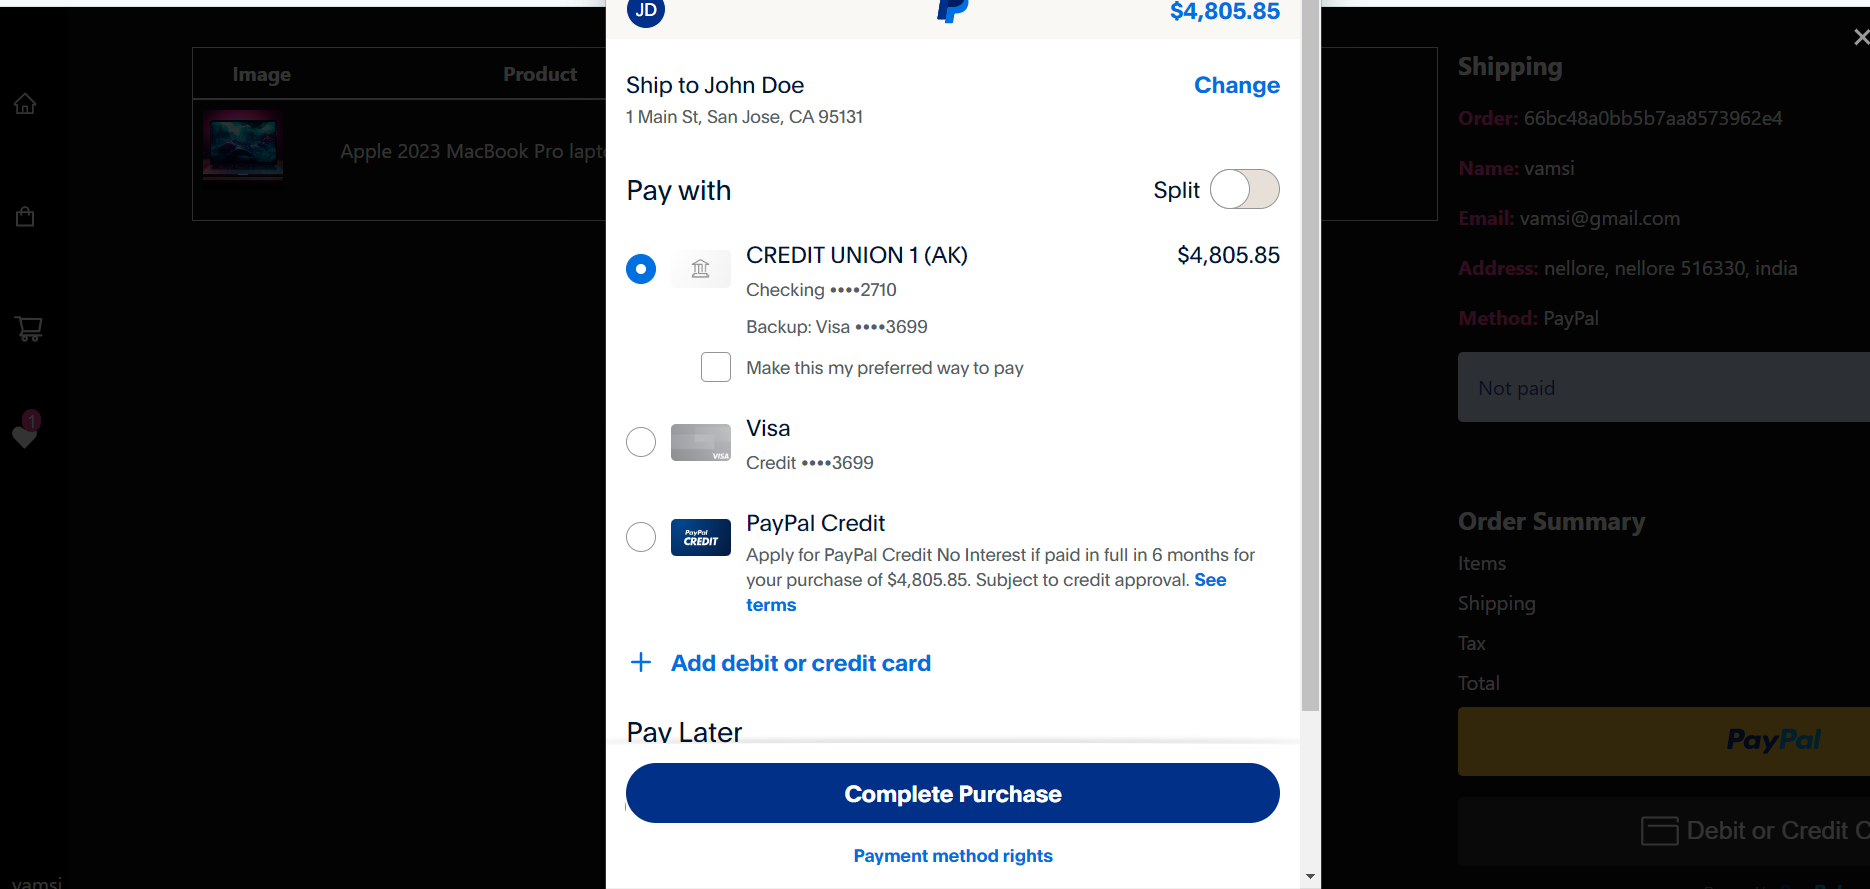 JD
$4,805.85
Ship to John Doe
Change
1 Main St, San Jose, CA 95131
Pay with
Split
CREDIT UNION 1 (AK)
$4,805.85
Checking ••••2710
Backup: Visa ••••3699
Make this my preferred way to pay
Visa
VISA
Credit ••••3699
PayPal Credit
PayPal
CREDIT
Apply for PayPal Credit No Interest if paid in full in 6 months for
your purchase of $4,805.85. Subject to credit approval. See
terms
Add debit or credit card
Pay Later
Complete Purchase
Payment method rights
Image
Product
Apple 2023 MacBook Pro lapt
1
vamsi
Shipping
Order: 66bc48a0bb5b7aa8573962e4
Name: vamsi
Email: vamsi@gmail.com
Address: nellore, nellore 516330, india
Method: PayPal
Not paid
Order Summary
Items
Shipping
Tax
Total
PayPal
Debit or Credit C